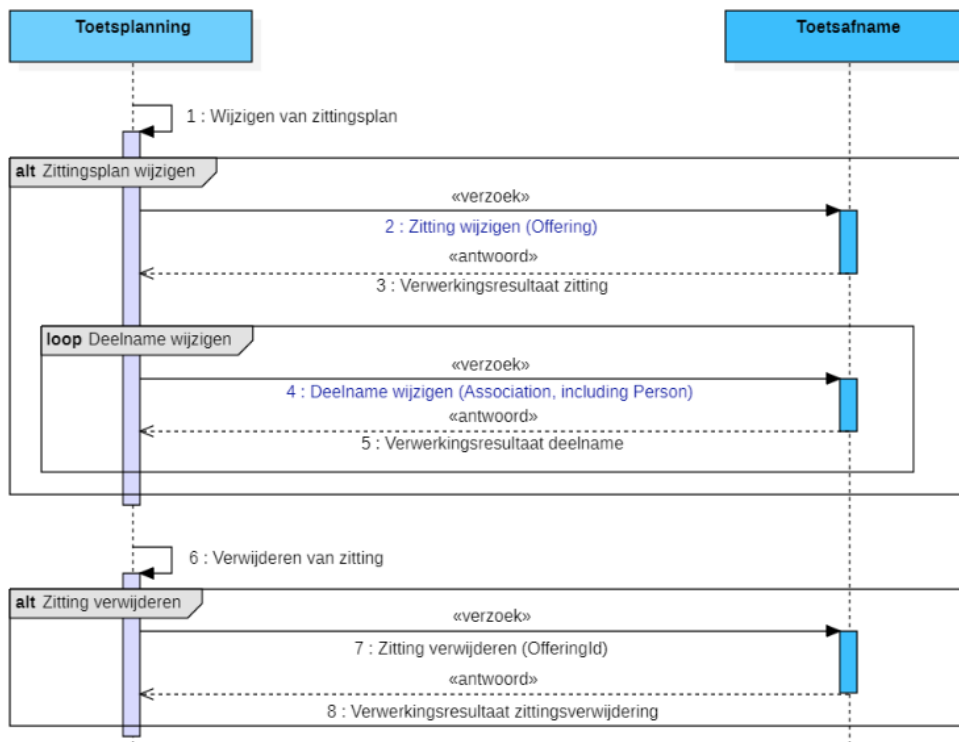 Toetsplanning
Toetsafname
1 : Wijzigen van zittingsplan
alt Zittingsplan wijzigen
«verzoek»
2 : Zitting wijzigen (Offering)
«antwoord»
3 : Verwerkingsresultaat zitting
loop Deelname wijzigen
«verzoek»
4 : Deelname wijzigen (Association, including Person)
«antwoord»
5 : Verwerkingsresultaat deelname
6 : Verwijderen van zitting
alt Zitting verwijderen
«verzoek»
7 : Zitting verwijderen (OfferingId)
«antwoord»
8 : Verwerkingsresultaat zittingsverwijdering